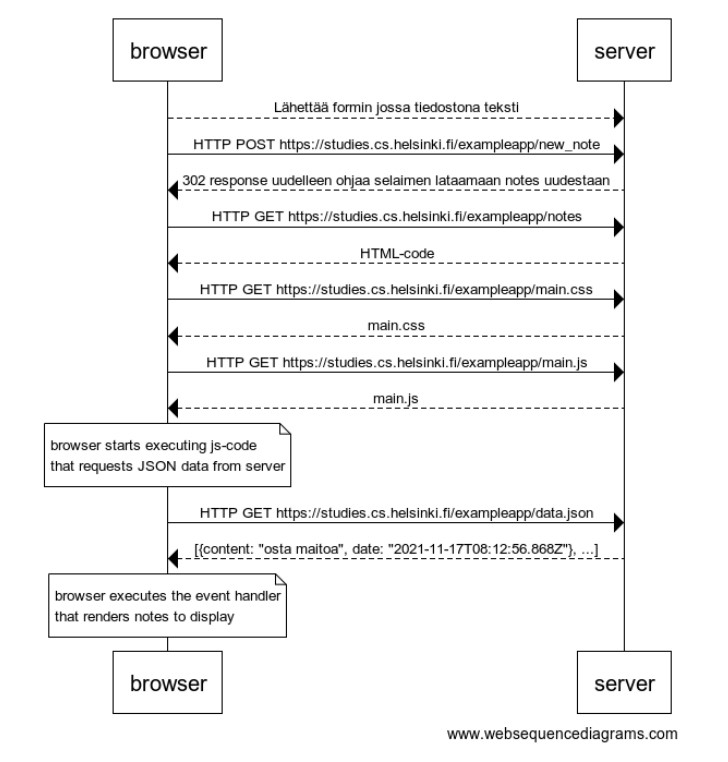 browser
server
Lähettää formin jossa tiedostona teksti
HTTP POST https://studies.cs.helsinki.fi/exampleapp/new_note
302 response uudelleen ohjaa selaimen lataamaan notes uudestaan
HTTP GET https://studies.cs.helsinki.fi/exampleapp/notes
HTML-code
HTTP GET https://studies.cs.helsinki.fi/exampleapp/main.css
main.css
HTTP GET https://studies.cs.helsinki.fi/exampleapp/main.js
main.js
browser starts executing js-code
that requests JSON data from server
HTTP GET https://studies.cs.helsinki.fi/exampleapp/data.json
[{content: "osta maitoa", date: "2021-11-17T08:12:56.868Z"}, ...]
browser executes the event handler
that renders notes to display
browser
server
www.websequencediagrams.com